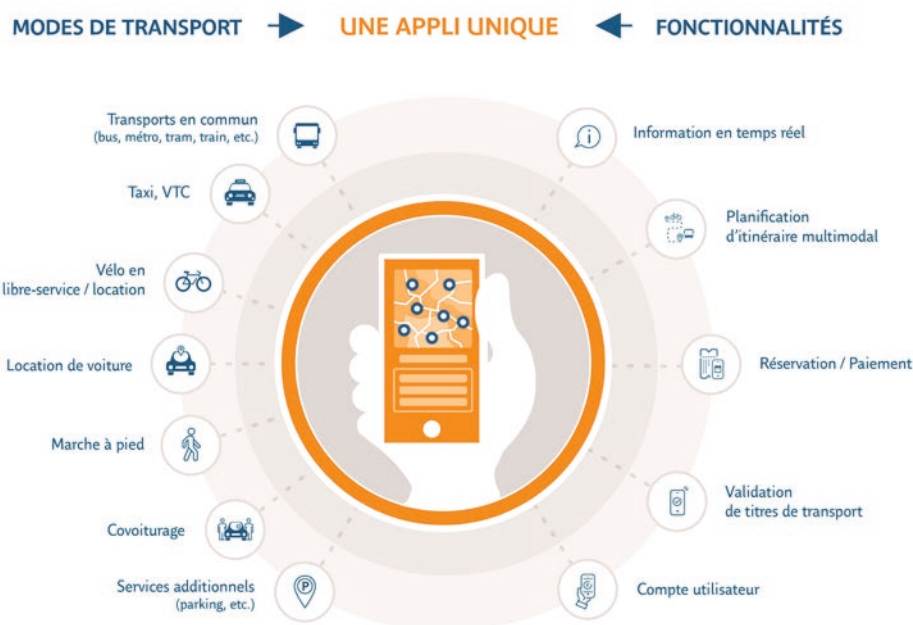 MODES DE TRANSPORT
UNE APPLI UNIQUE
FONCTIONNALITÉS
Transports en commun
(bus, métro, tram, train, etc.)
Taxi, VTC
Vélo en
libre-service / location
Location de voiture
Marche à pied
Covoiturage
Services additionnels
(parking, etc.)
Information en temps réel
Planification
d'itinéraire multimodal
Réservation / Paiement
Validation
de titres de transport
Compte utilisateur